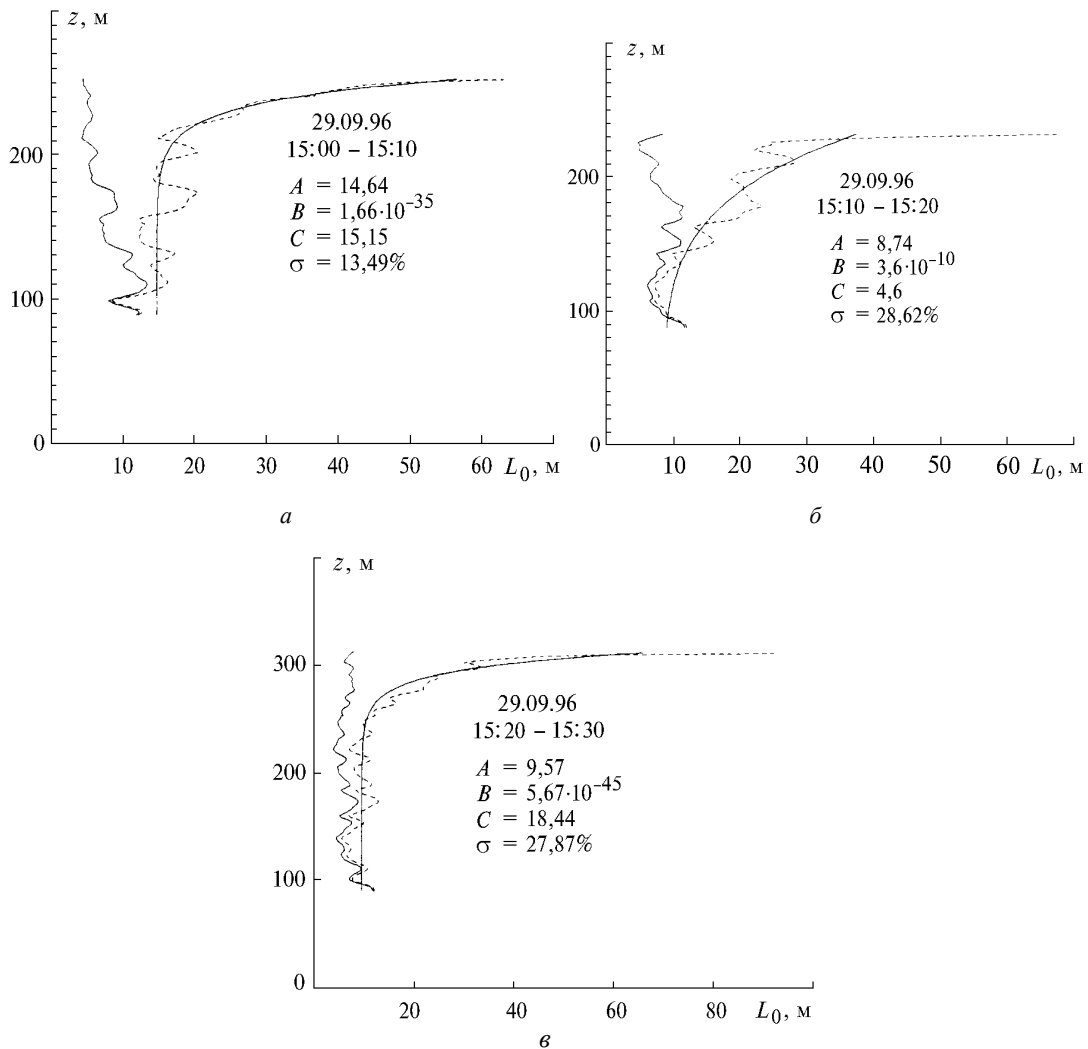 z, м
200
100
0
10 20 30 40 50 60 L₀, м
29.09.96
15:00 – 15:10
A = 14,64
B = 1,66·10⁻³⁵
C = 15,15
σ = 13,49%
а
z, м
200
100
0
10 20 30 40 50 60 L₀, м
29.09.96
15:10 – 15:20
A = 8,74
B = 3,6·10⁻¹⁰
C = 4,6
σ = 28,62%
б
z, м
300
200
100
0
20 40 60 80 L₀, м
29.09.96
15:20 – 15:30
A = 9,57
B = 5,67·10⁻⁴⁵
C = 18,44
σ = 27,87%
в